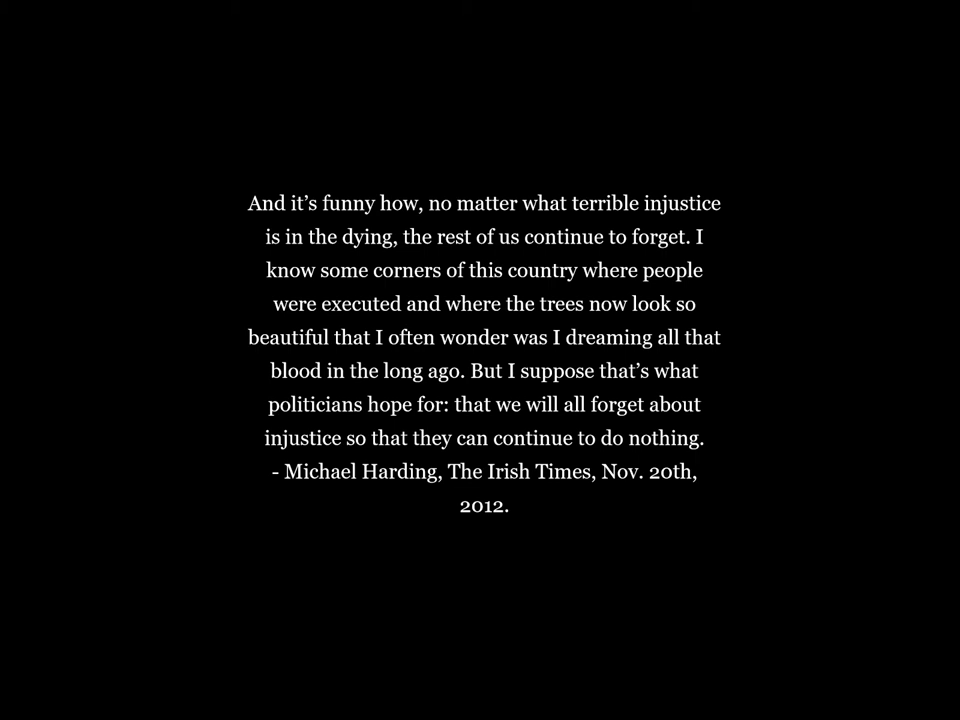 And it’s funny how, no matter what terrible injustice
is in the dying, the rest of us continue to forget. I
know some corners of this country where people
were executed and where the trees now look so
beautiful that I often wonder was I dreaming all that
blood in the long ago. But I suppose that’s what
politicians hope for: that we will all forget about
injustice so that they can continue to do nothing.
- Michael Harding, The Irish Times, Nov. 20th,
2012.